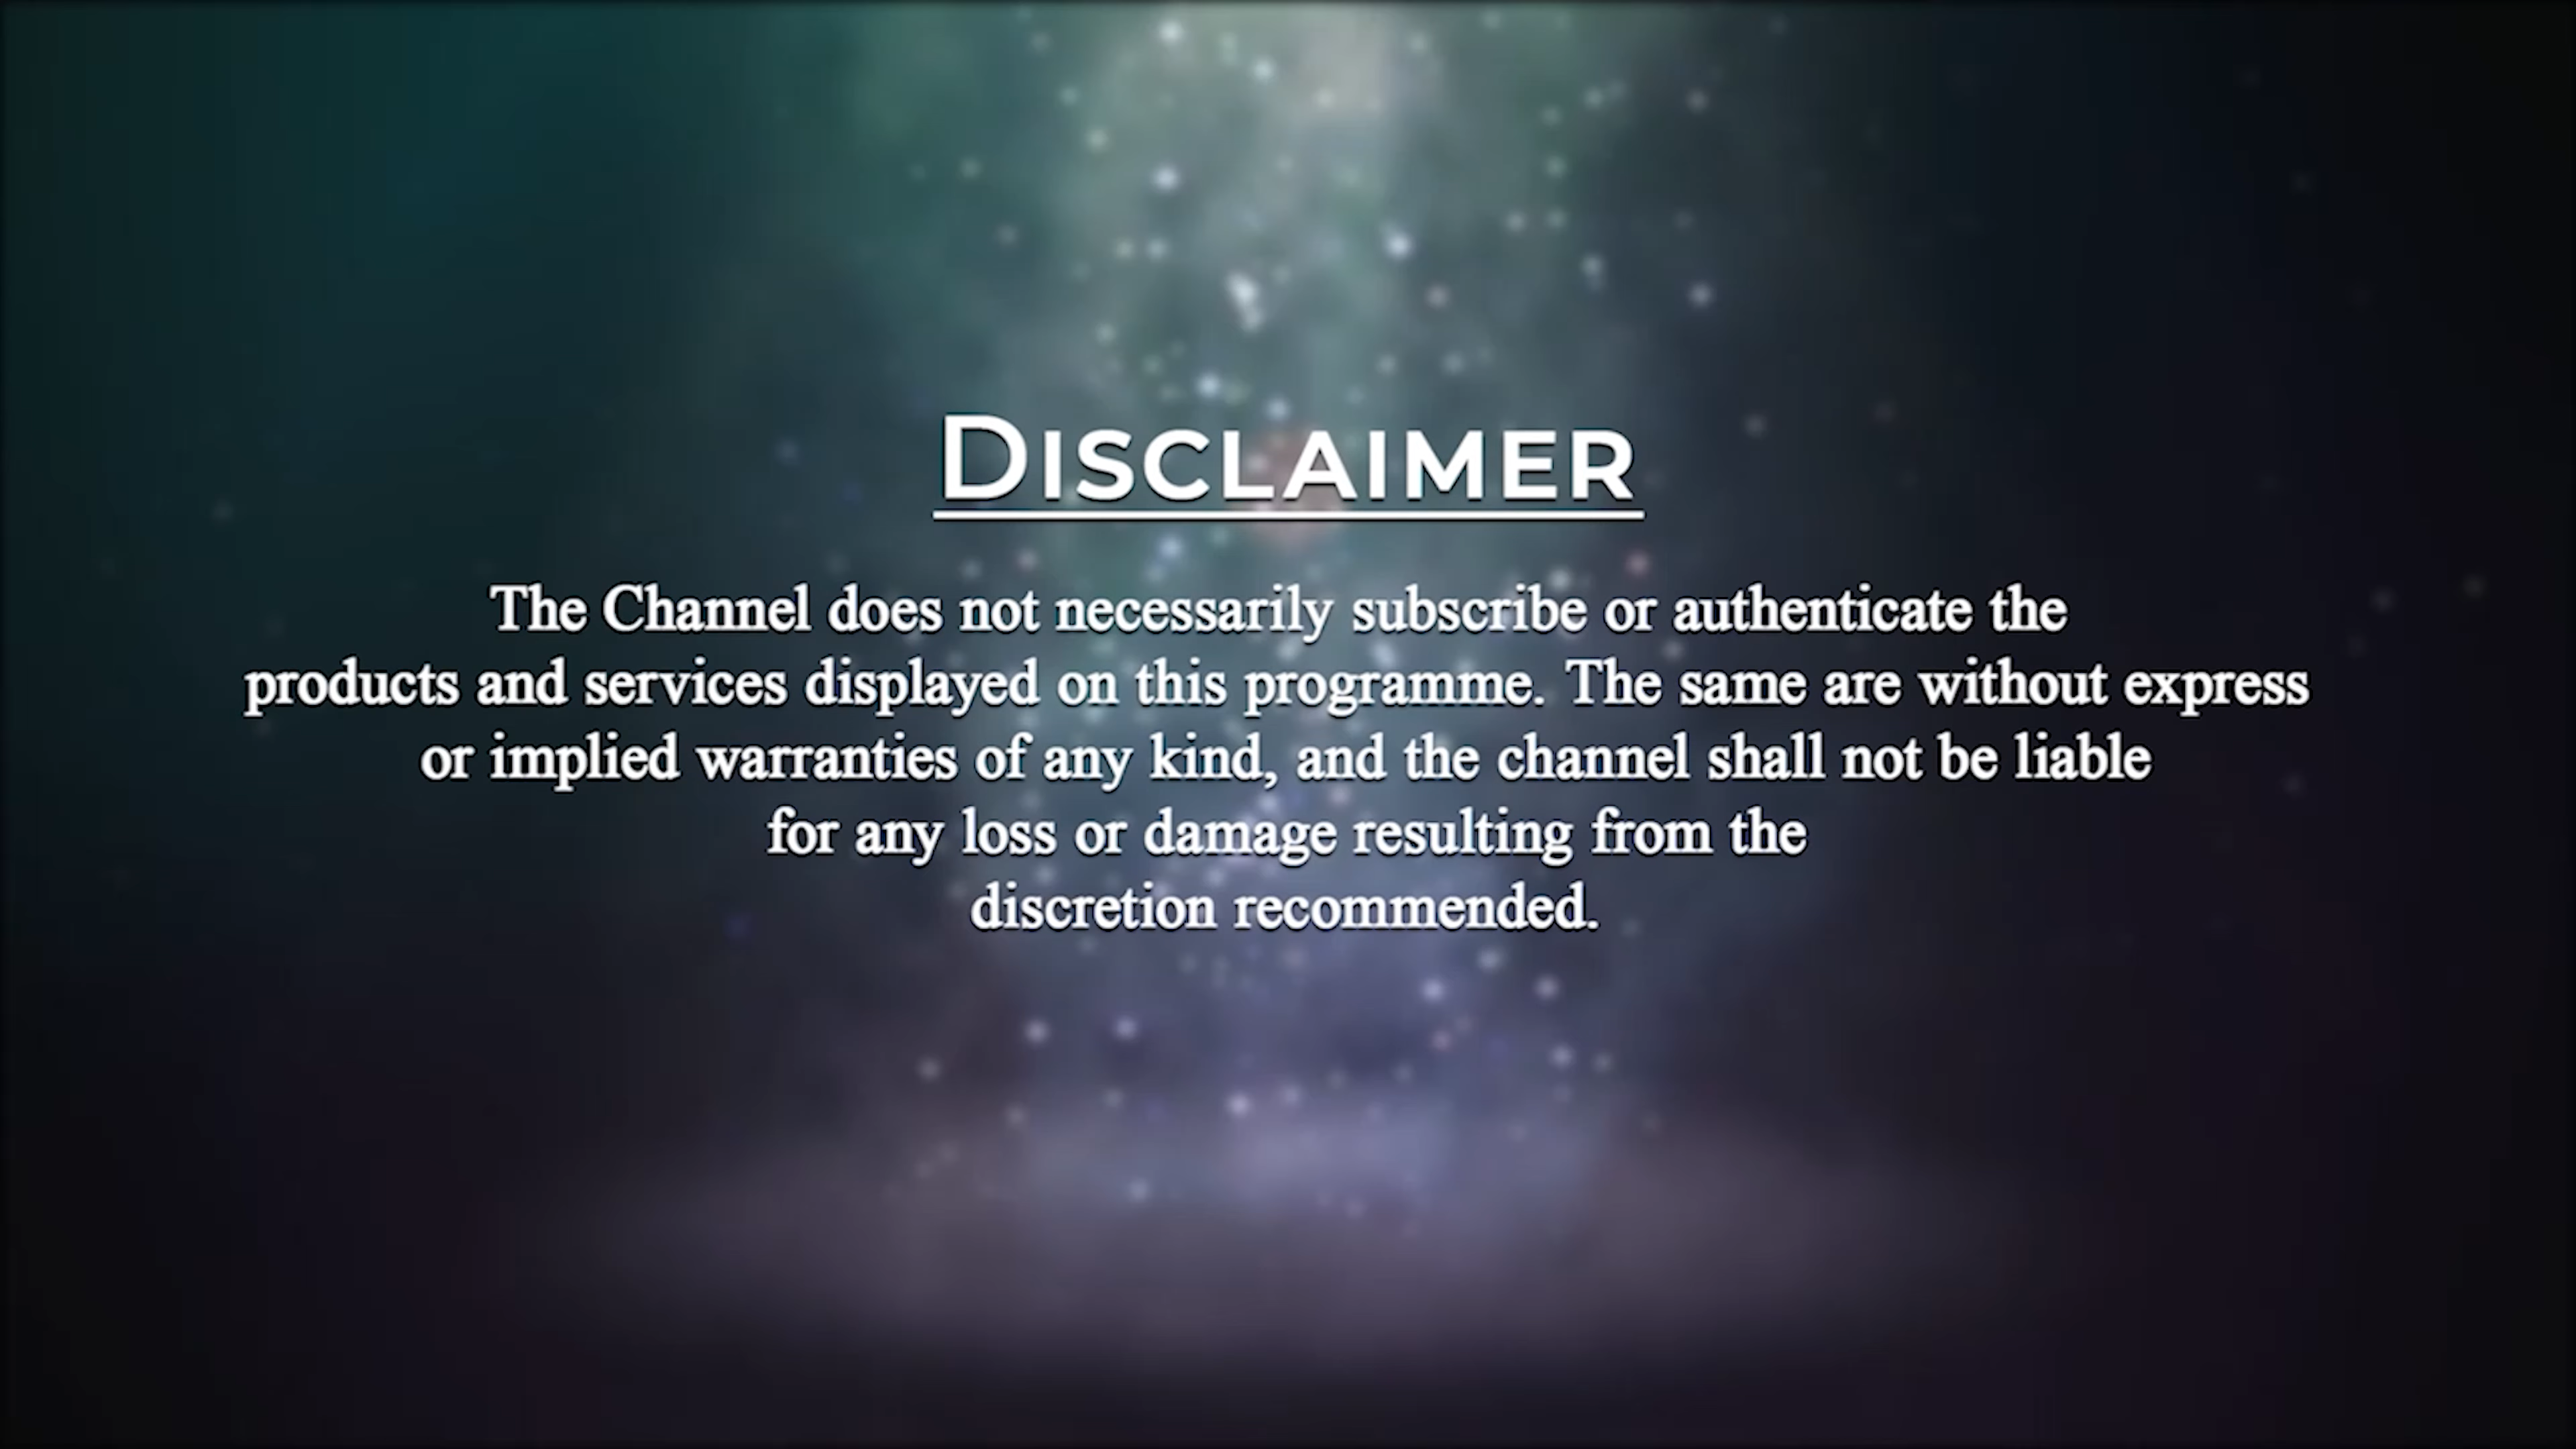 DISCLAIMER
The Channel does not necessarily subscribe or authenticate the
products and services displayed on this programme. The same are without express
or implied warranties of any kind, and the channel shall not be liable
for any loss or damage resulting from the
discretion recommended.